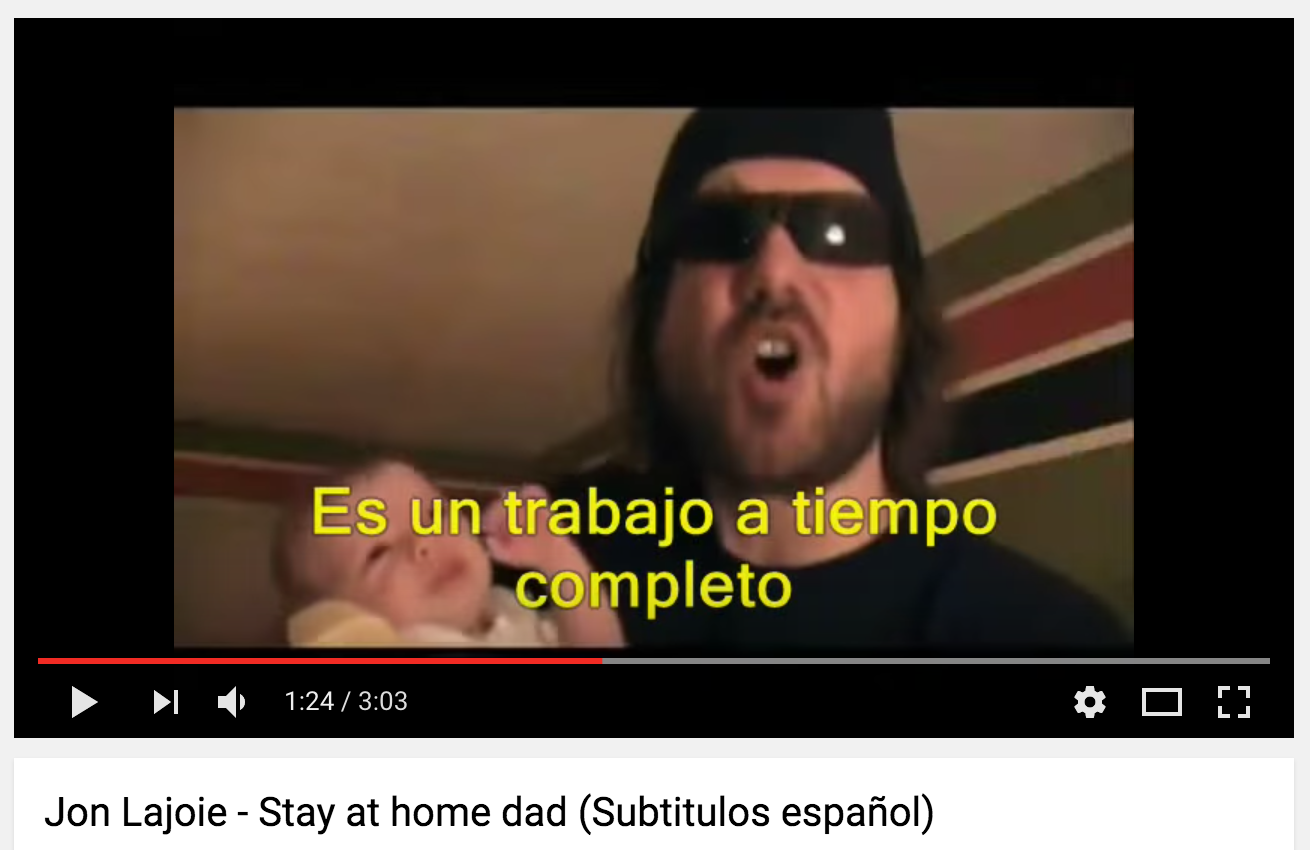 Es un trabajo a tiempo
completo
1:24 / 3:03
Jon Lajoie - Stay at home dad (Subtitulos español)